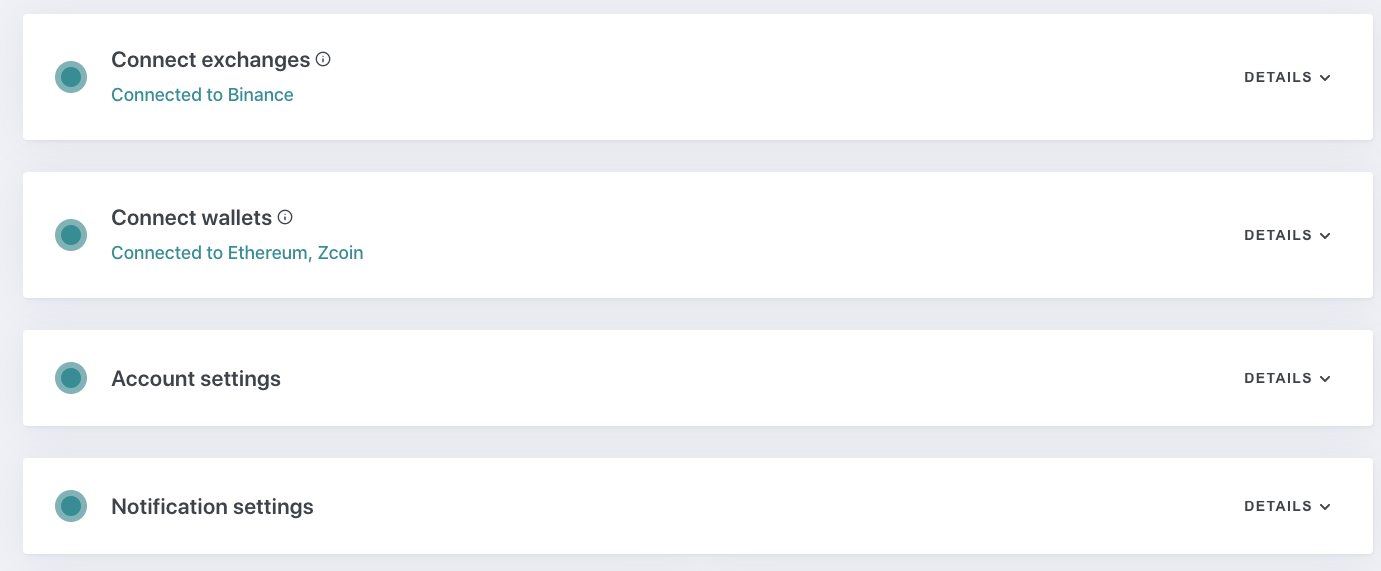 Connect exchanges
Connected to Binance
DETAILS
Connect wallets
Connected to Ethereum, Zcoin
DETAILS
Account settings
DETAILS
Notification settings
DETAILS